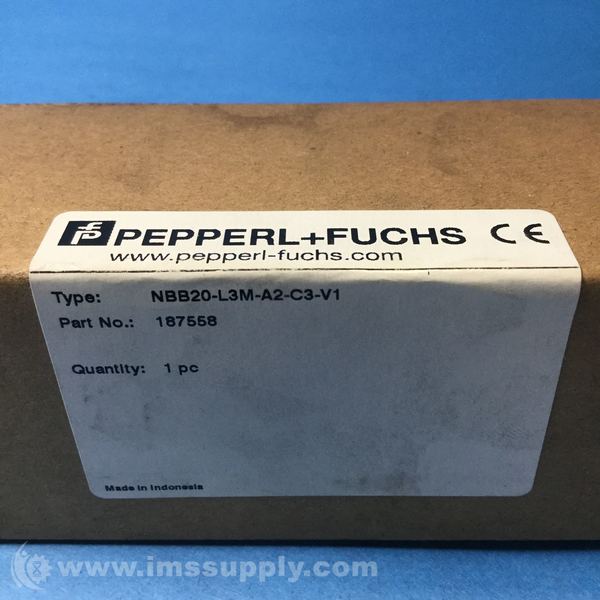 PEPPERL+FUCHS CE
www.pepperl-fuchs.com
Type: NBB20-L3M-A2-C3-V1
Part No.: 187558
Quantity: 1 pc
Made in Indonesia
© www.imssupply.com